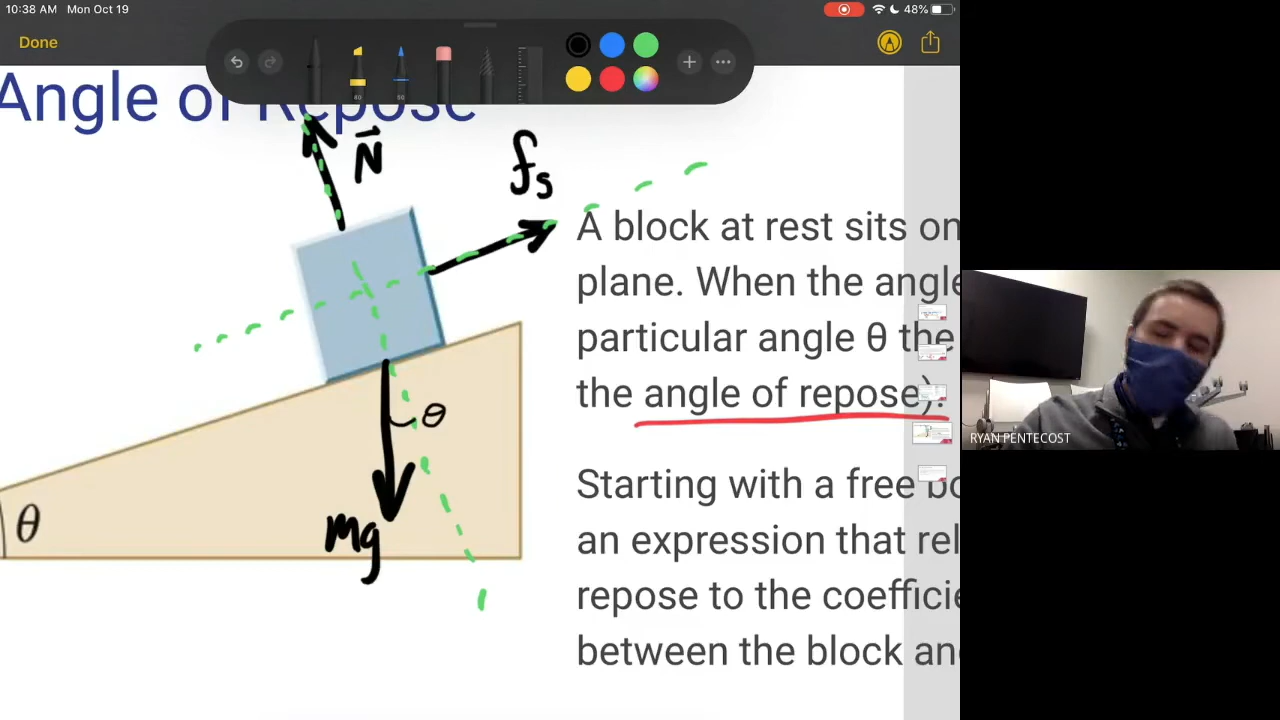 10:38 AM Mon Oct 19
48%
Done
40
50
Angle of Repose
N
fs
A block at rest sits on
plane. When the angle
particular angle θ the
the angle of repose).
θ
θ
mg
Starting with a free bo
an expression that rel
repose to the coefficie
between the block an
RYAN PENTECOST